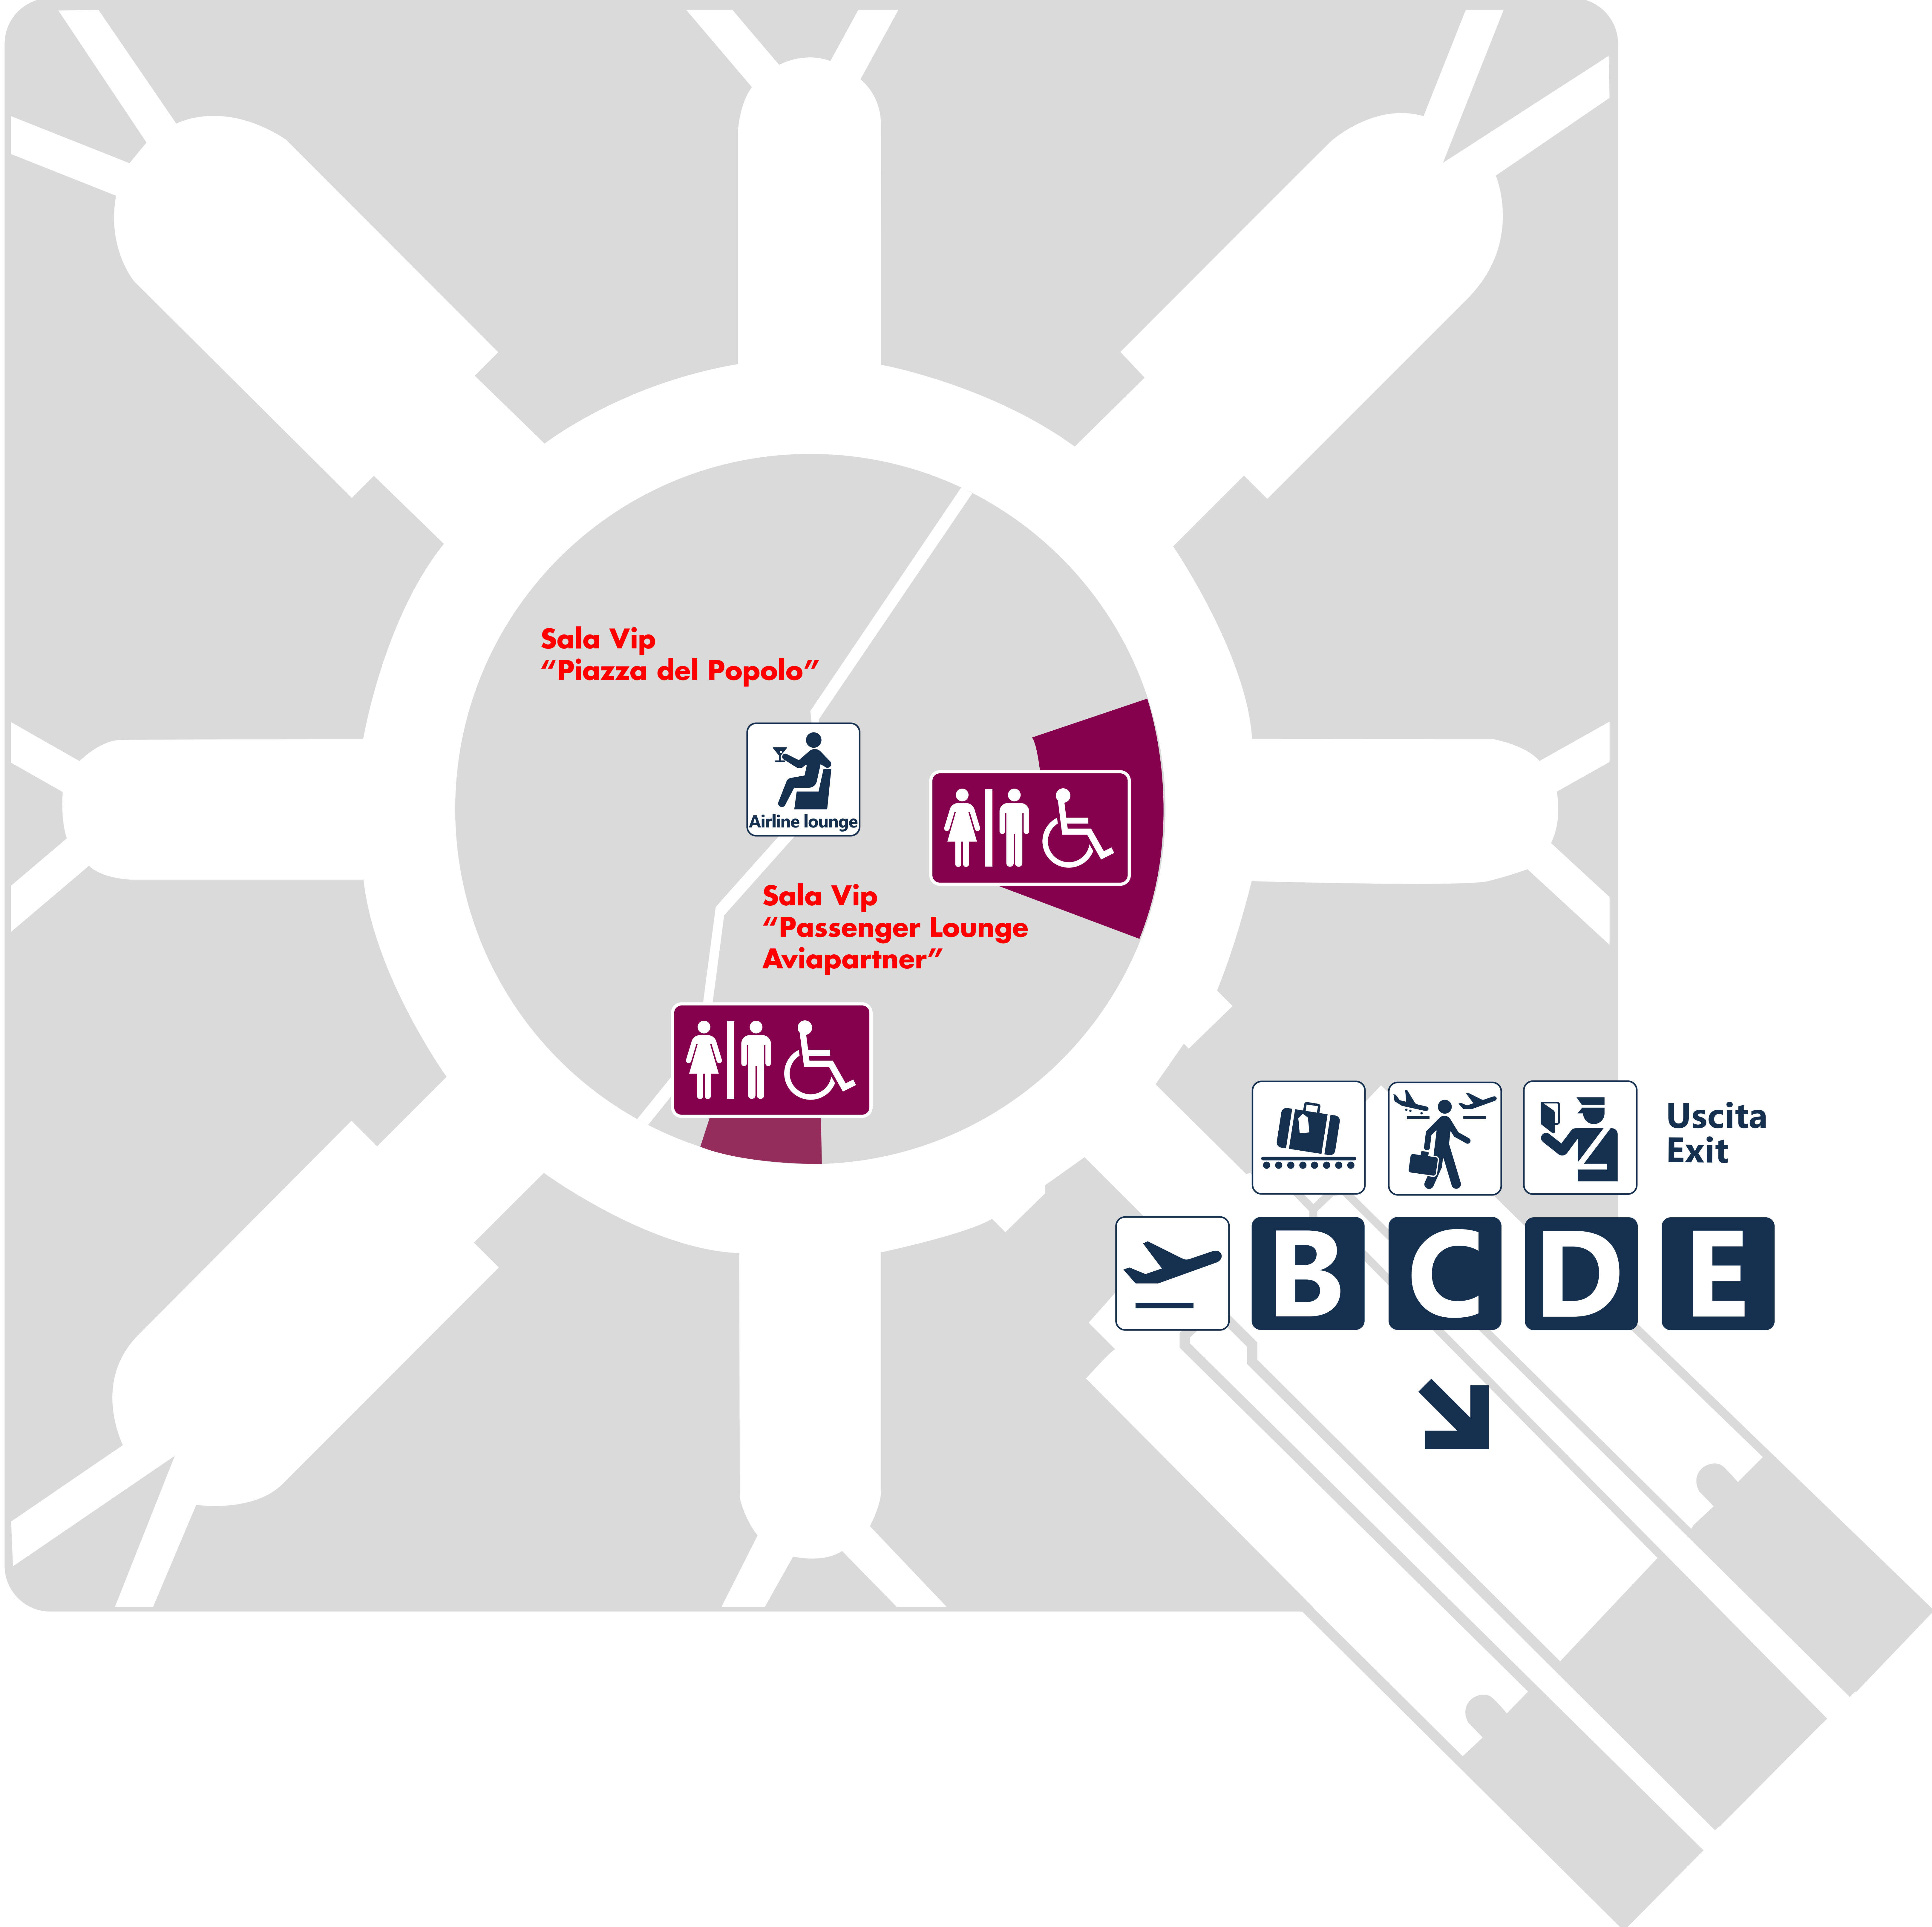 Sala Vip
“Piazza del Popolo”
Airline lounge
Sala Vip
“Passenger Lounge
Aviapartner”
Uscita
Exit
B C D E